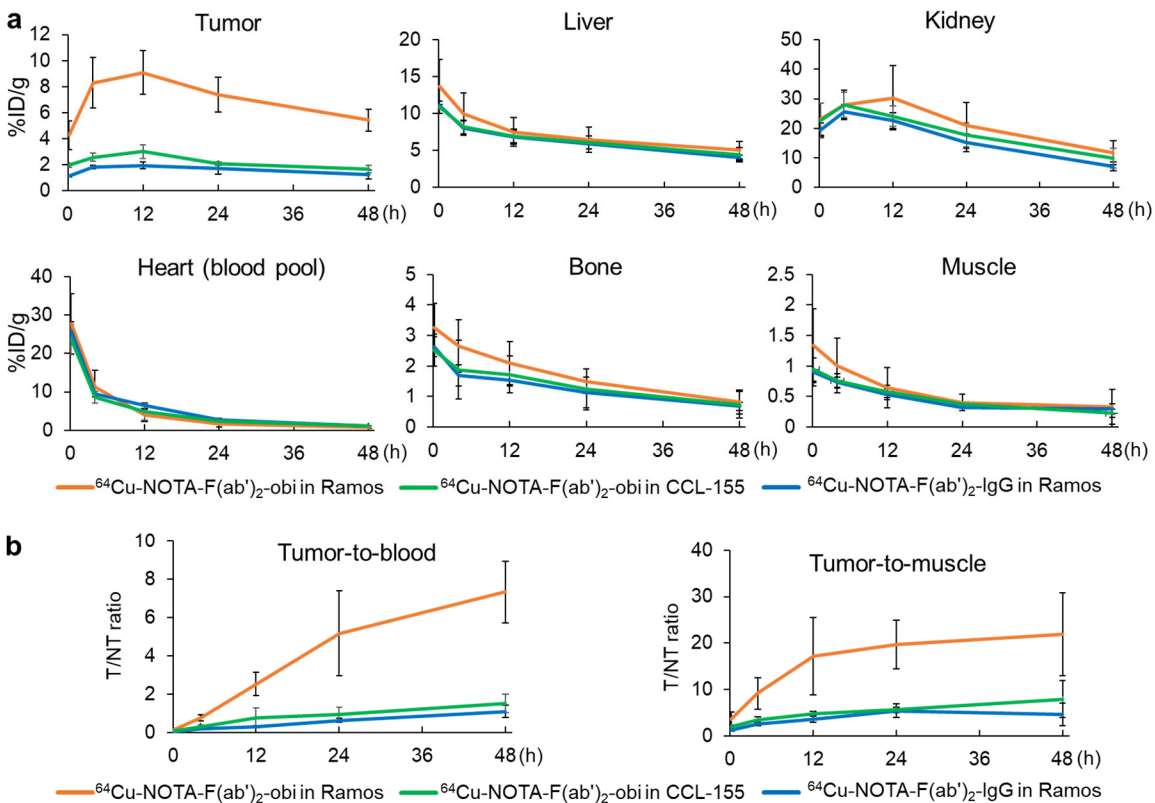 a
Tumor
Liver
Kidney
%ID/g
12
10
8
6
4
2
0
0 12 24 36 48 (h)
20
15
10
5
0
0 12 24 36 48 (h)
50
40
30
20
10
0
0 12 24 36 48 (h)
Heart (blood pool)
Bone
Muscle
%ID/g
40
30
20
10
0
0 12 24 36 48 (h)
5
4
3
2
1
0
0 12 24 36 48 (h)
2.5
2
1.5
1
0.5
0
0 12 24 36 48 (h)
⁶⁴Cu-NOTA-F(ab')₂-obi in Ramos ⁶⁴Cu-NOTA-F(ab')₂-obi in CCL-155 ⁶⁴Cu-NOTA-F(ab')₂-IgG in Ramos
b
Tumor-to-blood
T/NT ratio
10
8
6
4
2
0
0 12 24 36 48 (h)
Tumor-to-muscle
T/NT ratio
40
30
20
10
0
0 12 24 36 48 (h)
⁶⁴Cu-NOTA-F(ab')₂-obi in Ramos ⁶⁴Cu-NOTA-F(ab')₂-obi in CCL-155 ⁶⁴Cu-NOTA-F(ab')₂-IgG in Ramos